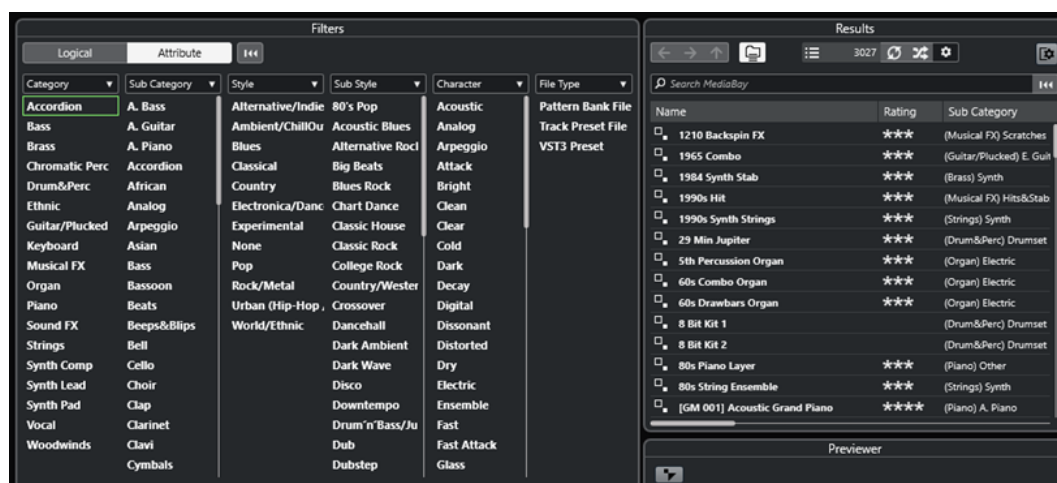 Filters
Logical Attribute
Category Sub Category Style Sub Style Character File Type
Accordion A. Bass Alternative/Indie 80's Pop Acoustic Pattern Bank File
Bass A. Guitar Ambient/ChillOu Acoustic Blues Analog Track Preset File
Brass A. Piano Blues Alternative Rocl Arpeggio VST3 Preset
Chromatic Perc Accordion Classical Big Beats Attack
Drum&Perc African Country Blues Rock Bright
Ethnic Analog Electronica/Danc Chart Dance Clean
Guitar/Plucked Arpeggio Experimental Classic House Clear
Keyboard Asian None Classic Rock Cold
Musical FX Bass Pop College Rock Dark
Organ Bassoon Rock/Metal Country/Wester Decay
Piano Beats Urban (Hip-Hop / Crossover Digital
Sound FX Beeps&Blips World/Ethnic Dancehall Dissonant
Strings Bell Dark Ambient Distorted
Synth Comp Cello Dark Wave Dry
Synth Lead Choir Disco Electric
Synth Pad Clap Downtempo Ensemble
Vocal Clarinet Drum´n´Bass/Ju Fast
Woodwinds Clavi Dub Fast Attack
Cymbals Dubstep Glass
Results
3027
Search MediaBay
Name Rating Sub Category
1210 Backspin FX *** (Musical FX) Scratches
1965 Combo *** (Guitar/Plucked) E. Guit
1984 Synth Stab *** (Brass) Synth
1990s Hit *** (Musical FX) Hits&Stab
1990s Synth Strings *** (Strings) Synth
29 Min Jupiter *** (Drum&Perc) Drumset
5th Percussion Organ *** (Organ) Electric
60s Combo Organ *** (Organ) Electric
60s Drawbars Organ *** (Organ) Electric
8 Bit Kit 1 (Drum&Perc) Drumset
8 Bit Kit 2 (Drum&Perc) Drumset
80s Piano Layer *** (Piano) Other
80s String Ensemble *** (Strings) Synth
[GM 001] Acoustic Grand Piano **** (Piano) A. Piano
Previewer